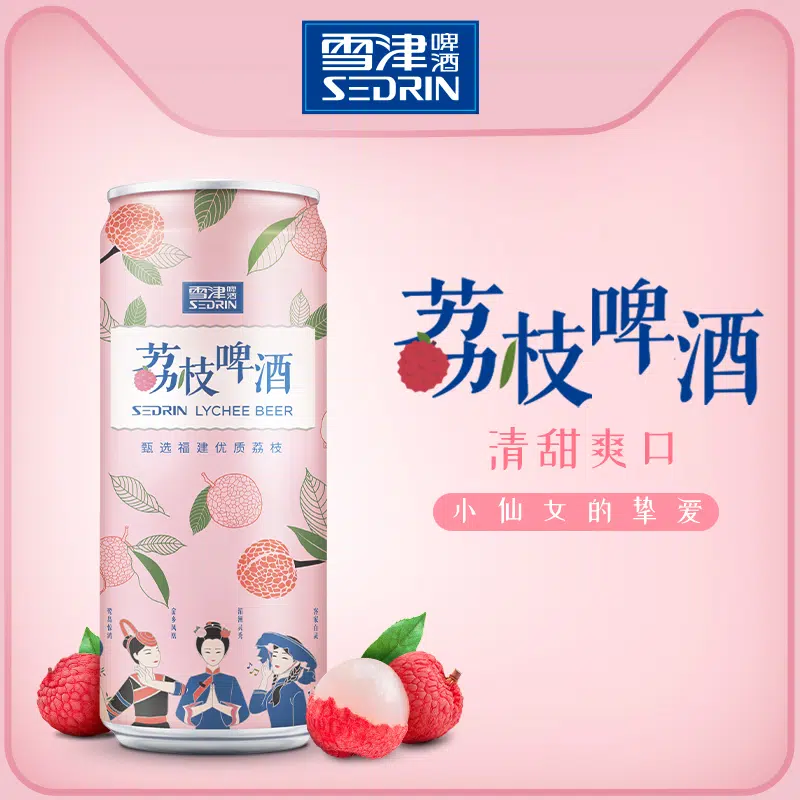 雪津啤酒
SEDRIN
雪津啤酒
SEDRIN
荔枝啤酒
SEDRIN LYCHEE BEER
甄选福建优质荔枝
荔枝啤酒
清甜爽口
小仙女的挚爱